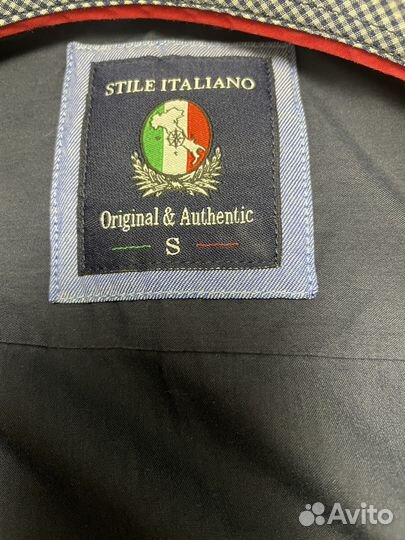 STILE ITALIANO
Original & Authentic
S
Avito